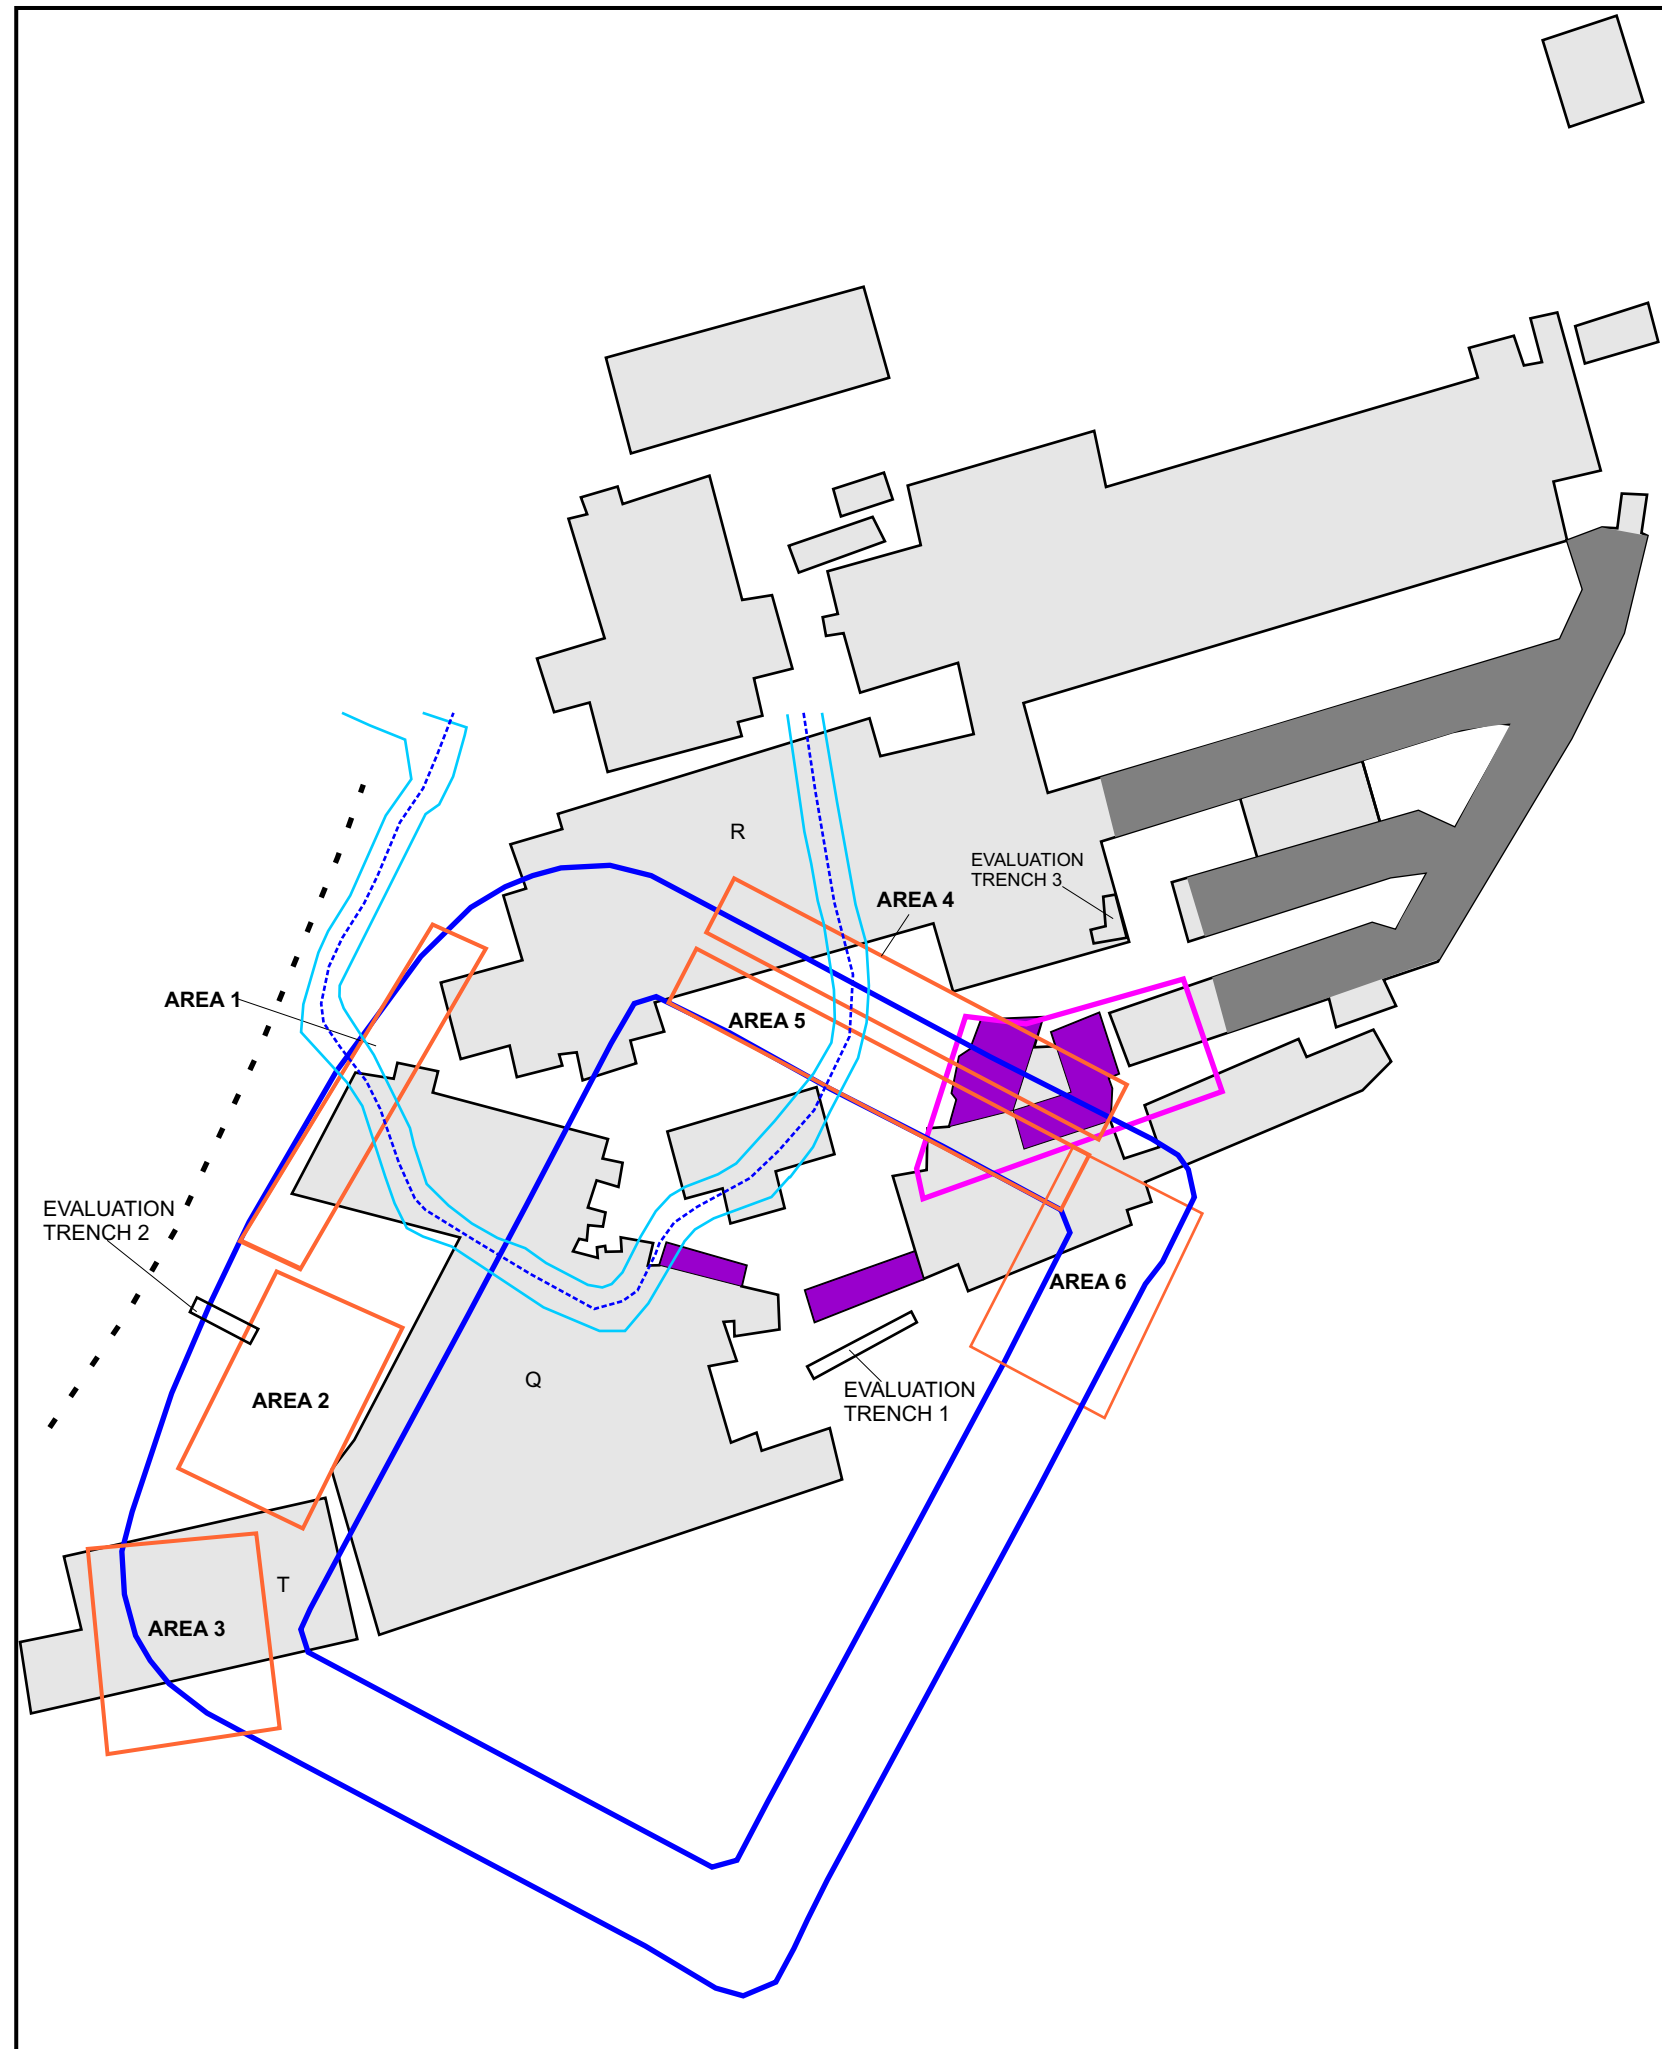 R
EVALUATION
TRENCH 3
AREA 4
AREA 1
AREA 5
EVALUATION
TRENCH 2
AREA 6
Q
EVALUATION
TRENCH 1
AREA 2
T
AREA 3